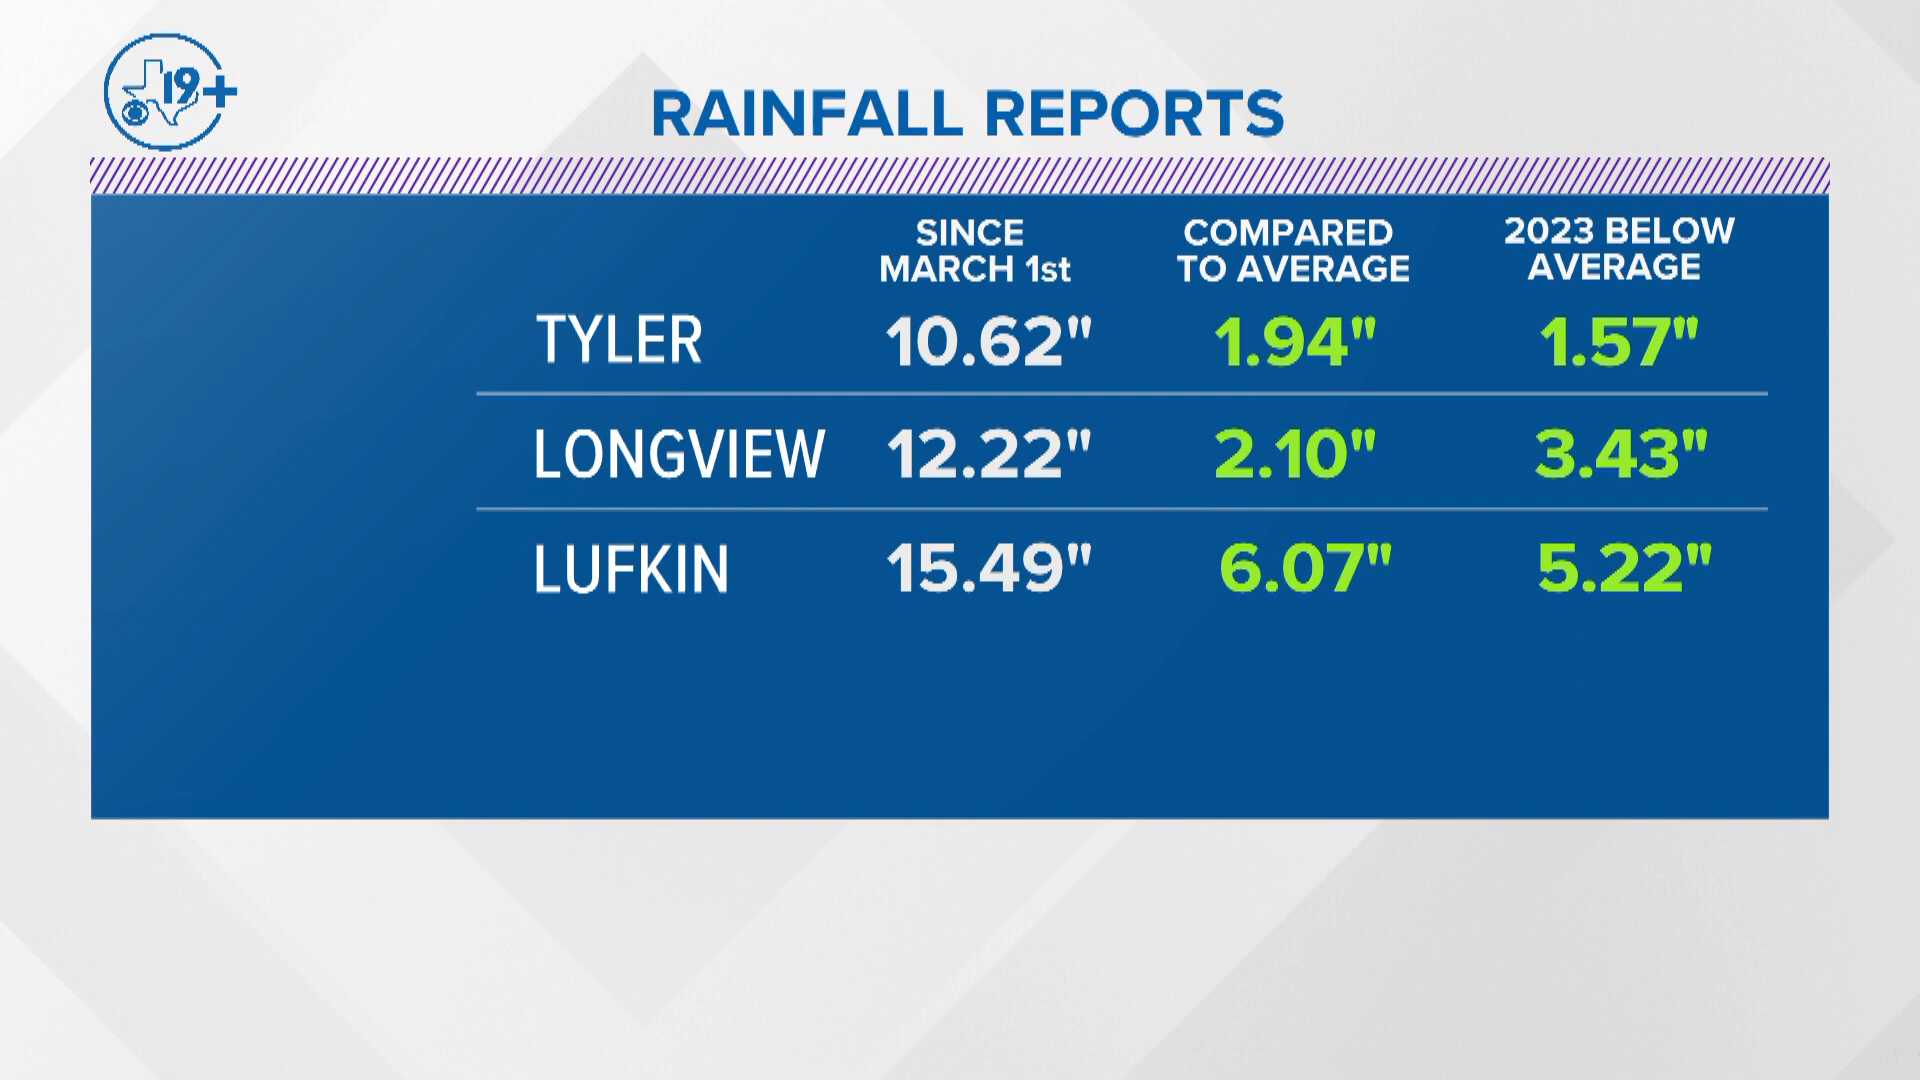 19+
RAINFALL REPORTS
SINCE MARCH 1st
COMPARED TO AVERAGE
2023 BELOW AVERAGE
TYLER 10.62" 1.94" 1.57"
LONGVIEW 12.22" 2.10" 3.43"
LUFKIN 15.49" 6.07" 5.22"